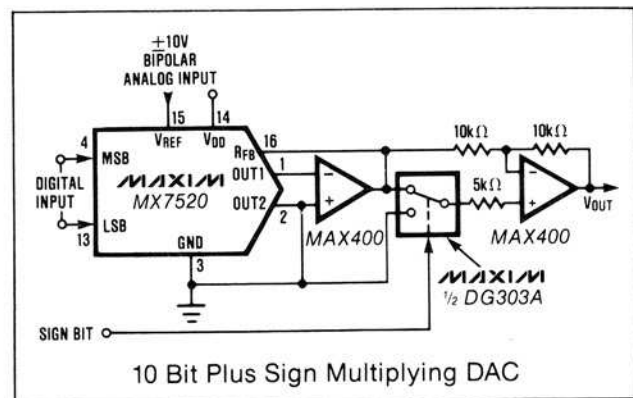 ±10V
BIPOLAR
ANALOG INPUT
4
15
14
MSB
VREF
VDD
16
RFB
10kΩ
10kΩ
1
OUT1
DIGITAL
INPUT
MAXIM
MX7520
OUT2
2
−
+
MAX400
5kΩ
−
+
VOUT
MAX400
13
LSB
GND
3
MAXIM
1/2 DG303A
SIGN BIT
10 Bit Plus Sign Multiplying DAC